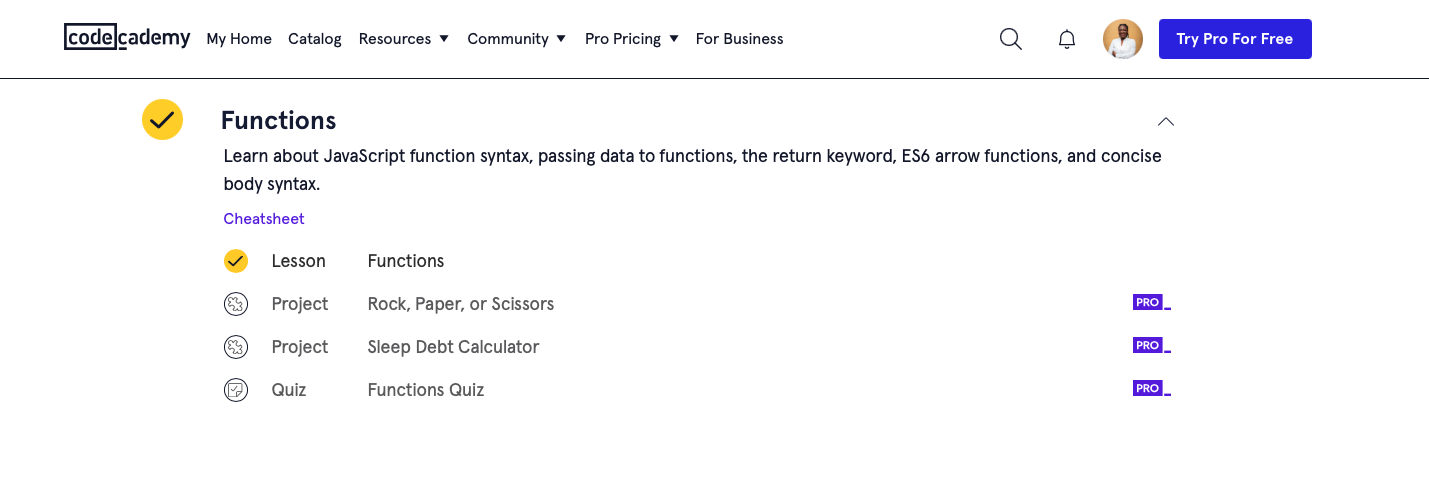 codecademy My Home Catalog Resources Community Pro Pricing For Business Try Pro For Free
Functions
Learn about JavaScript function syntax, passing data to functions, the return keyword, ES6 arrow functions, and concise
body syntax.
Cheatsheet
Lesson Functions
Project Rock, Paper, or Scissors PRO
Project Sleep Debt Calculator PRO
Quiz Functions Quiz PRO